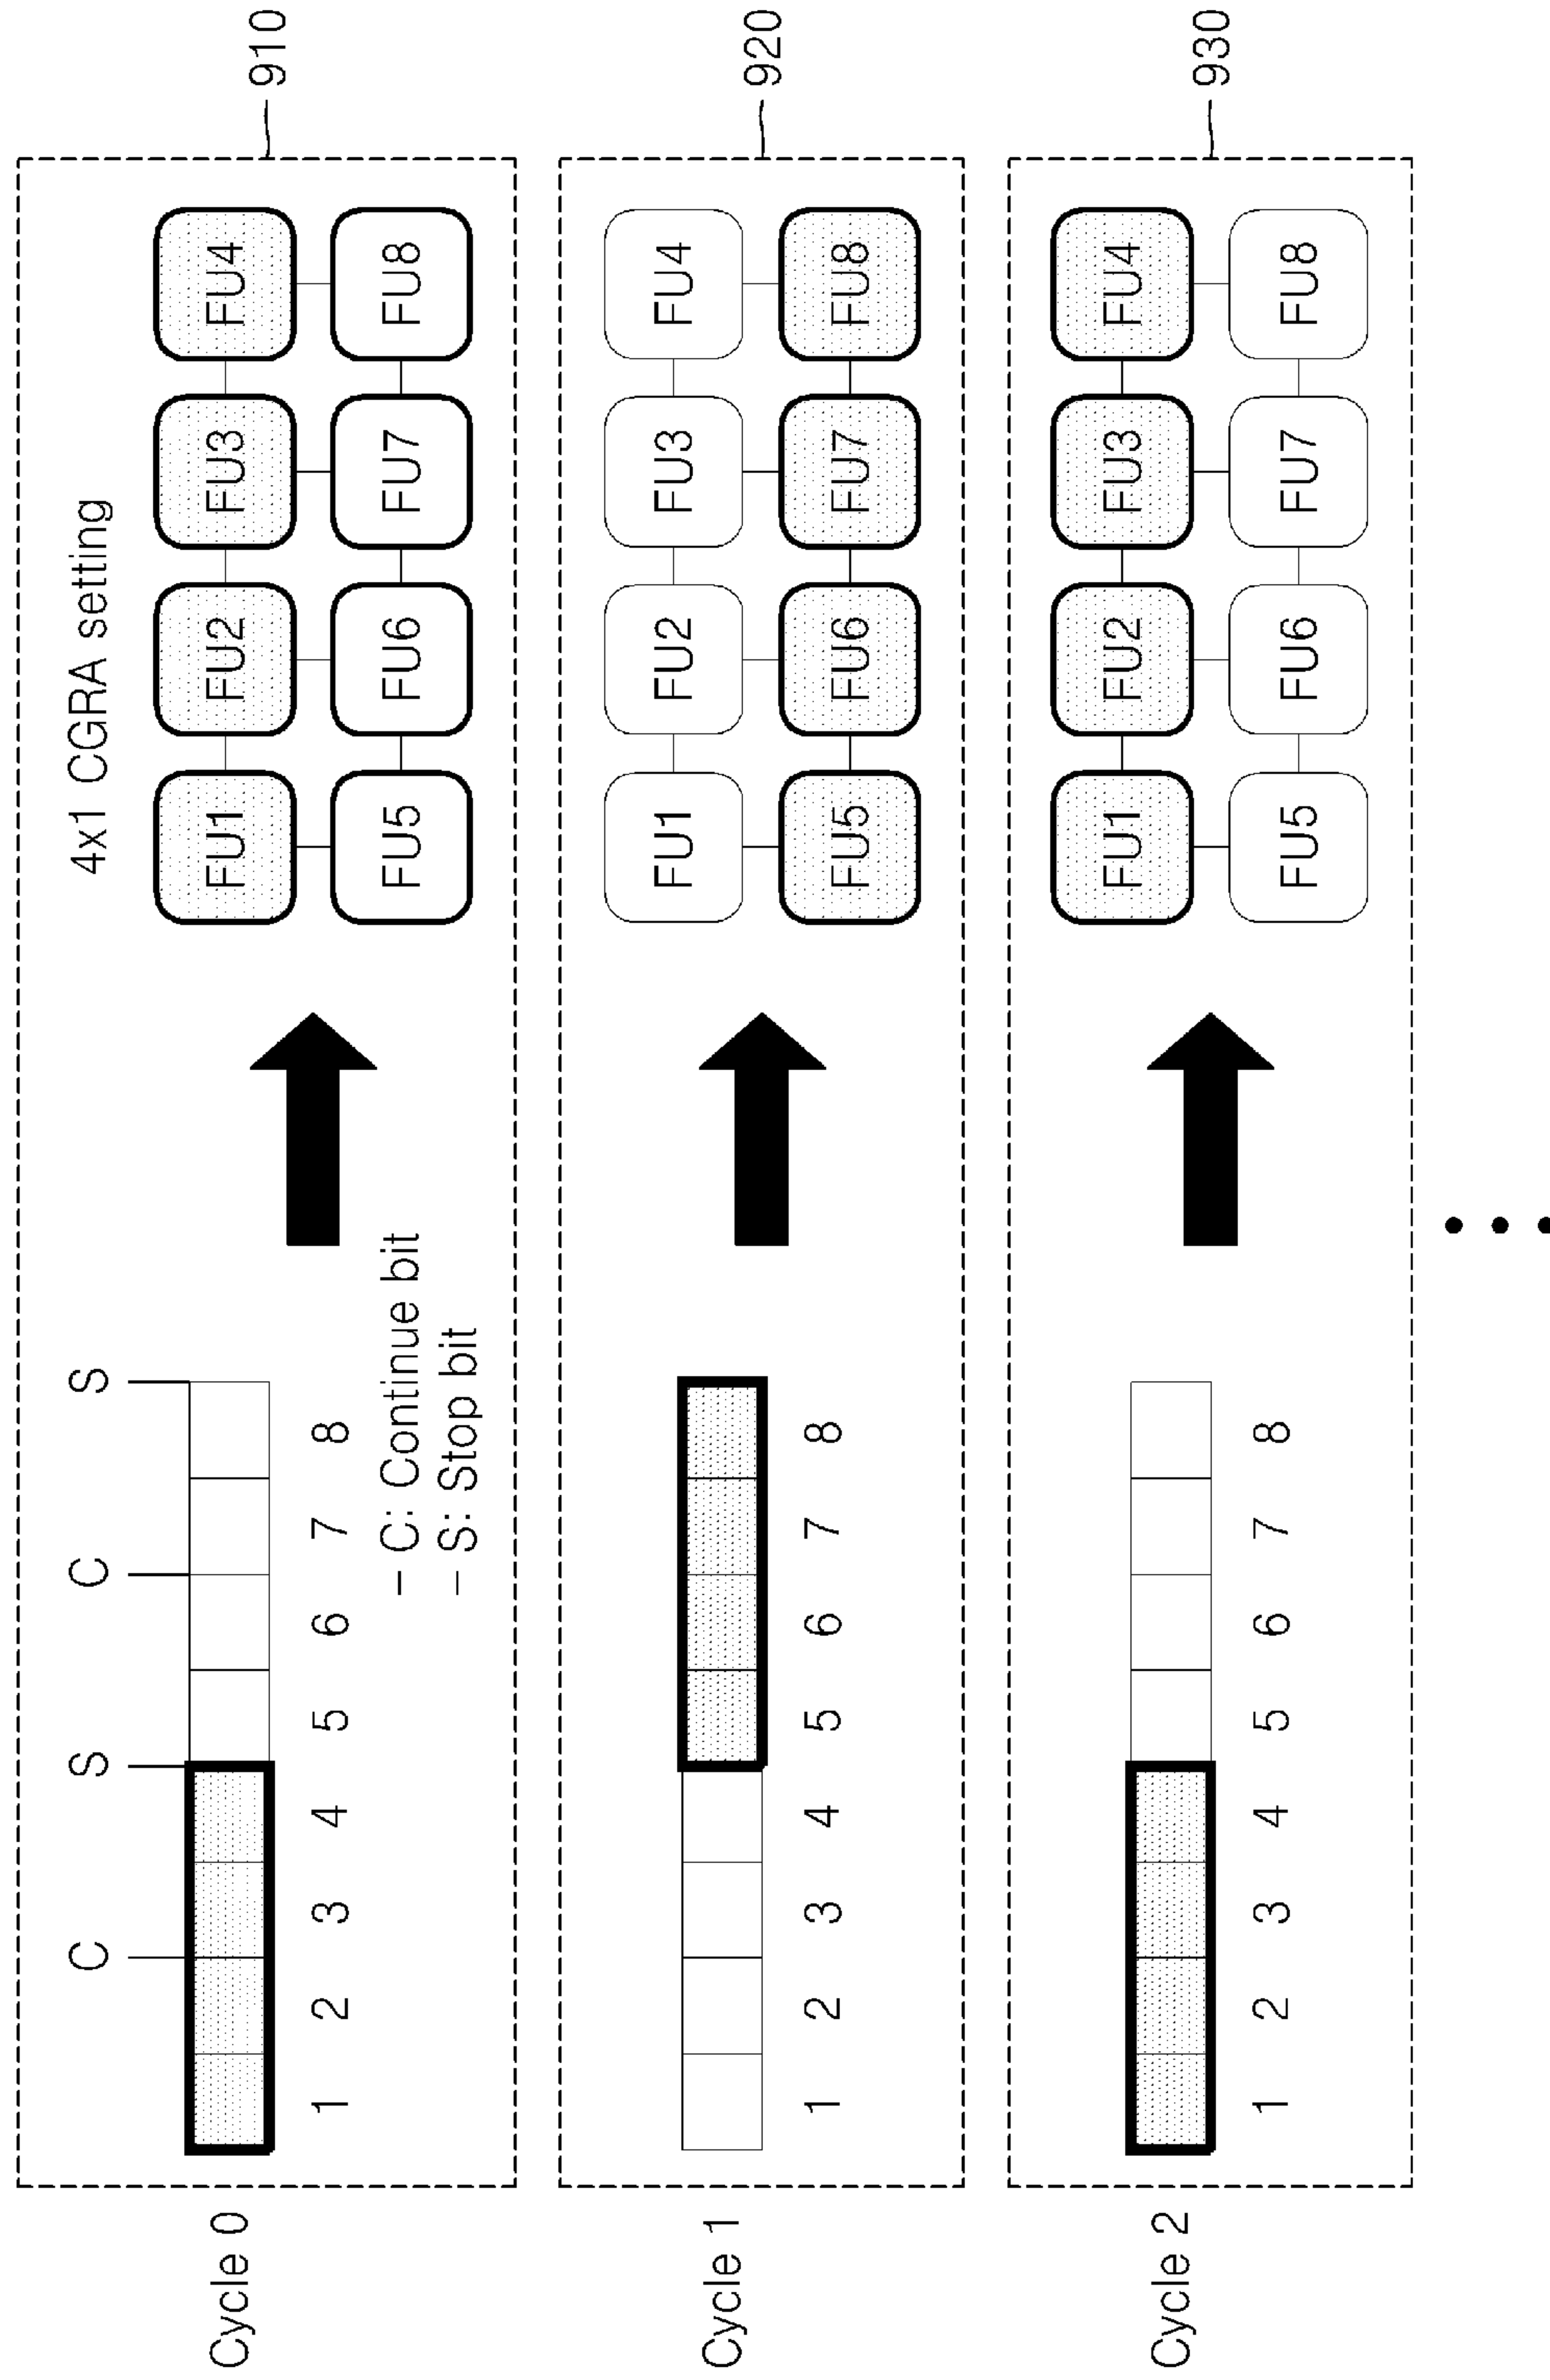 4x1 CGRA setting
C S C S
FU1 FU2 FU3 FU4
Cycle 0
910
1 2 3 4 5 6 7 8
FU5 FU6 FU7 FU8
– C: Continue bit
– S: Stop bit
FU1 FU2 FU3 FU4
Cycle 1
920
1 2 3 4 5 6 7 8
FU5 FU6 FU7 FU8
FU1 FU2 FU3 FU4
Cycle 2
930
1 2 3 4 5 6 7 8
FU5 FU6 FU7 FU8